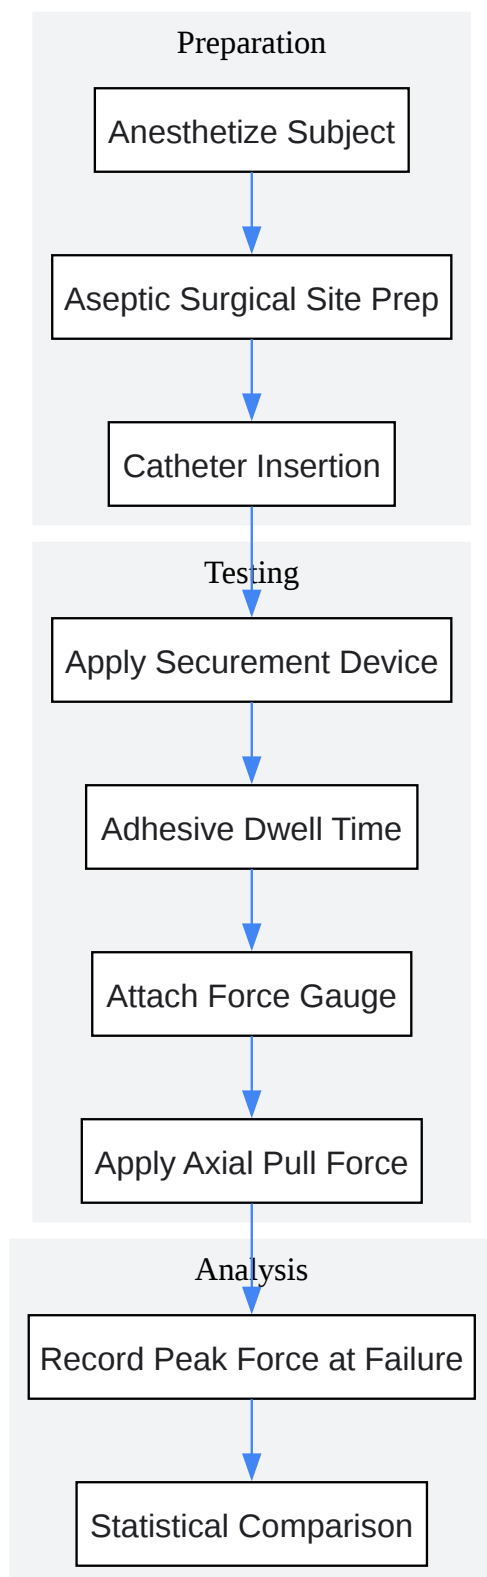 Preparation
Anesthetize Subject
Aseptic Surgical Site Prep
Catheter Insertion
Testing
Apply Securement Device
Adhesive Dwell Time
Attach Force Gauge
Apply Axial Pull Force
Analysis
Record Peak Force at Failure
Statistical Comparison